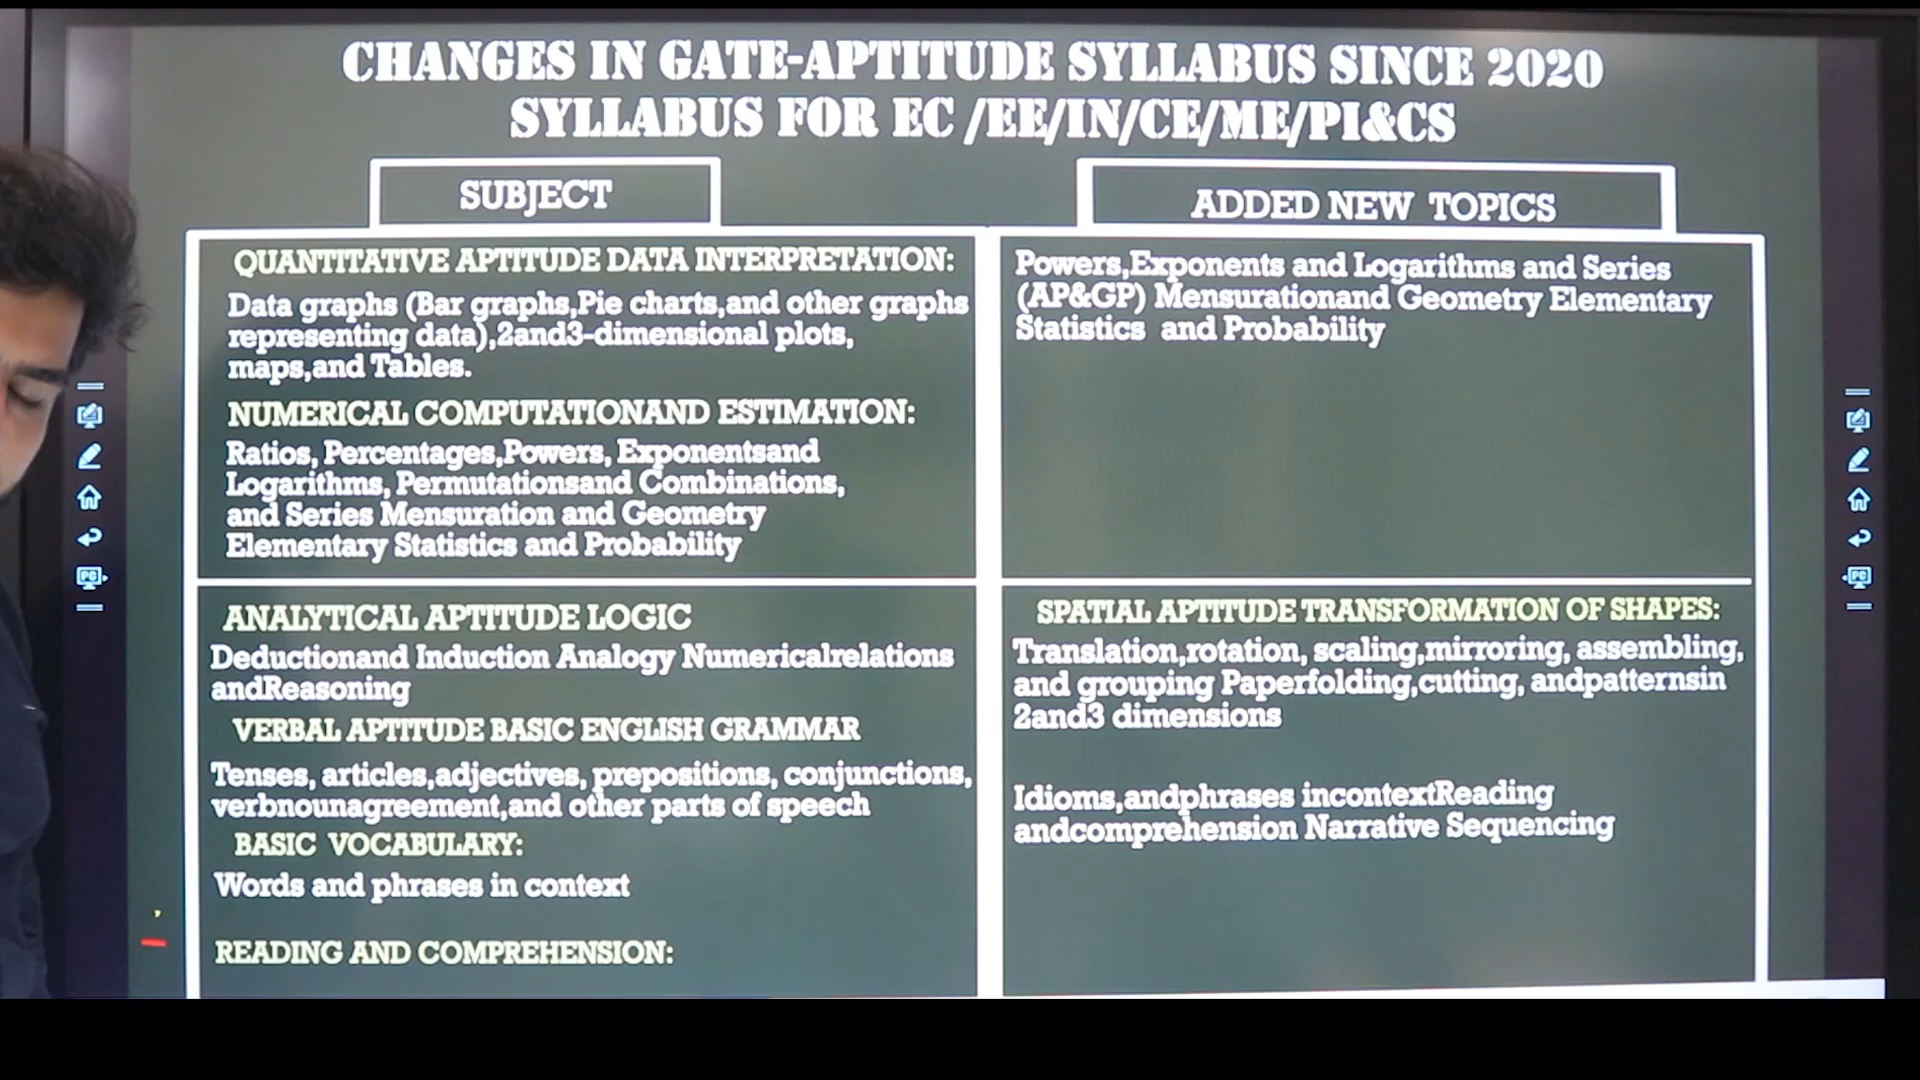 CHANGES IN GATE-APTITUDE SYLLABUS SINCE 2020
SYLLABUS FOR EC /EE/IN/CE/ME/PI&CS
SUBJECT
ADDED NEW TOPICS
QUANTITATIVE APTITUDE DATA INTERPRETATION:
Data graphs (Bar graphs,Pie charts,and other graphs
representing data),2and3-dimensional plots,
maps,and Tables.
NUMERICAL COMPUTATIONAND ESTIMATION:
Ratios, Percentages,Powers, Exponentsand
Logarithms, Permutationsand Combinations,
and Series Mensuration and Geometry
Elementary Statistics and Probability
Powers,Exponents and Logarithms and Series
(AP&GP) Mensurationand Geometry Elementary
Statistics and Probability
ANALYTICAL APTITUDE LOGIC
Deductionand Induction Analogy Numericalrelations
andReasoning
VERBAL APTITUDE BASIC ENGLISH GRAMMAR
Tenses, articles,adjectives, prepositions, conjunctions,
verbnounagreement,and other parts of speech
BASIC VOCABULARY:
Words and phrases in context
READING AND COMPREHENSION:
SPATIAL APTITUDE TRANSFORMATION OF SHAPES:
Translation,rotation, scaling,mirroring, assembling,
and grouping Paperfolding,cutting, andpatternsin
2and3 dimensions
Idioms,andphrases incontextReading
andcomprehension Narrative Sequencing
PC
PC